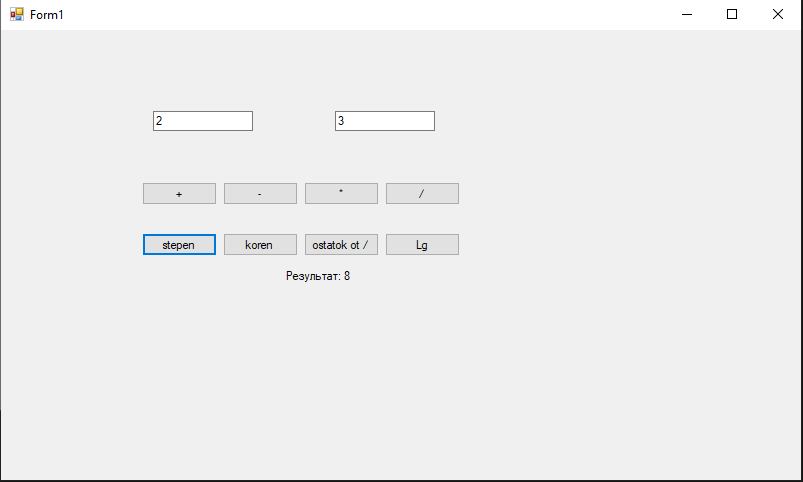 Form1
2 3
+ - * /
stepen koren ostatok ot / Lg
Результат: 8